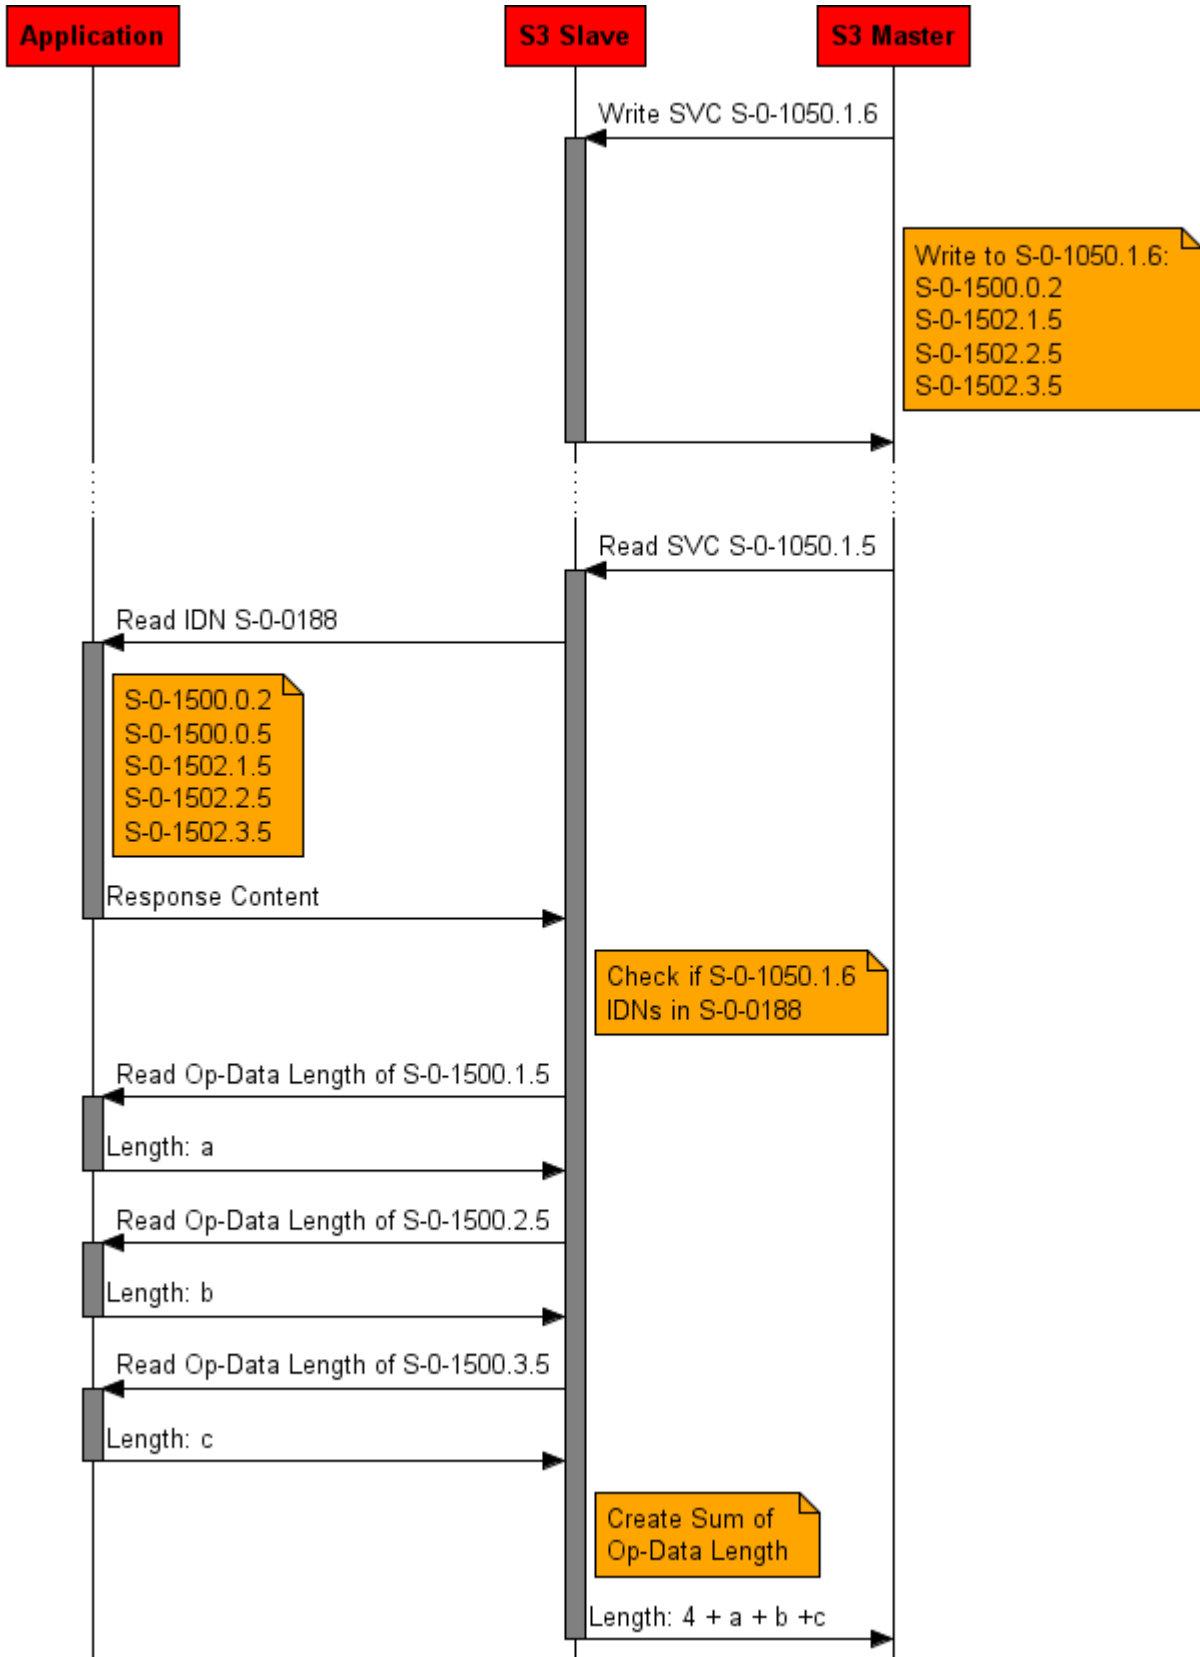 Application
S3 Slave
S3 Master
Write SVC S-0-1050.1.6
Write to S-0-1050.1.6:
S-0-1500.0.2
S-0-1502.1.5
S-0-1502.2.5
S-0-1502.3.5
Read SVC S-0-1050.1.5
Read IDN S-0-0188
S-0-1500.0.2
S-0-1500.0.5
S-0-1502.1.5
S-0-1502.2.5
S-0-1502.3.5
Response Content
Check if S-0-1050.1.6
IDNs in S-0-0188
Read Op-Data Length of S-0-1500.1.5
Length: a
Read Op-Data Length of S-0-1500.2.5
Length: b
Read Op-Data Length of S-0-1500.3.5
Length: c
Create Sum of
Op-Data Length
Length: 4 + a + b +c